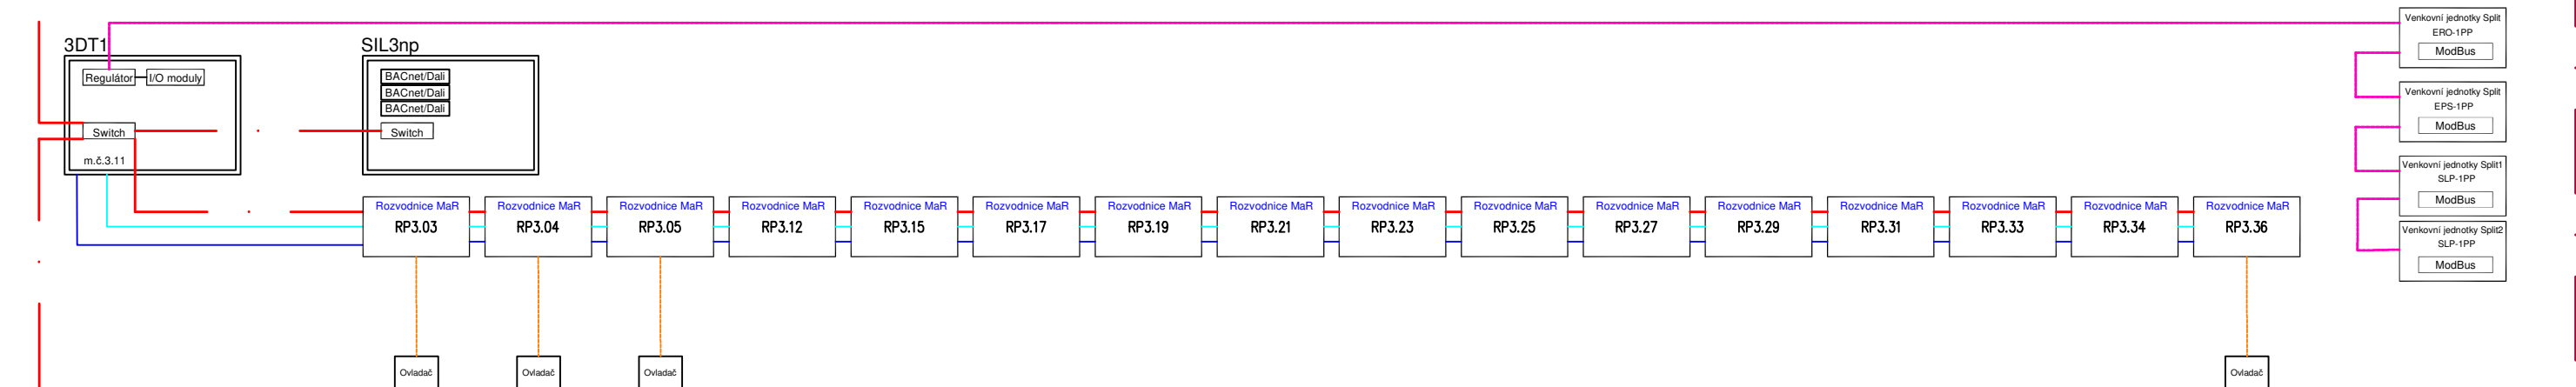 3DT1
Regulátor
I/O moduly
Switch
m.č.3.11
SIL3np
BACnet/Dali
BACnet/Dali
BACnet/Dali
Switch
Venkovní jednotky Split
ERO-1PP
ModBus
Venkovní jednotky Split
EPS-1PP
ModBus
Venkovní jednotky Split1
SLP-1PP
ModBus
Venkovní jednotky Split2
SLP-1PP
ModBus
Rozvodnice MaR
RP3.03
Rozvodnice MaR
RP3.04
Rozvodnice MaR
RP3.05
Rozvodnice MaR
RP3.12
Rozvodnice MaR
RP3.15
Rozvodnice MaR
RP3.17
Rozvodnice MaR
RP3.19
Rozvodnice MaR
RP3.21
Rozvodnice MaR
RP3.23
Rozvodnice MaR
RP3.25
Rozvodnice MaR
RP3.27
Rozvodnice MaR
RP3.29
Rozvodnice MaR
RP3.31
Rozvodnice MaR
RP3.33
Rozvodnice MaR
RP3.34
Rozvodnice MaR
RP3.36
Ovladač
Ovladač
Ovladač
Ovladač